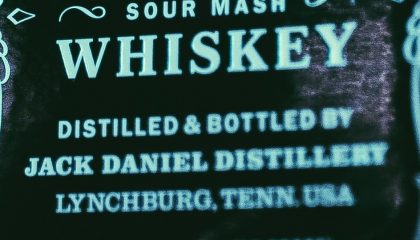 SOUR MASH
WHISKEY
DISTILLED & BOTTLED BY
JACK DANIEL DISTILLERY
LYNCHBURG, TENN. USA